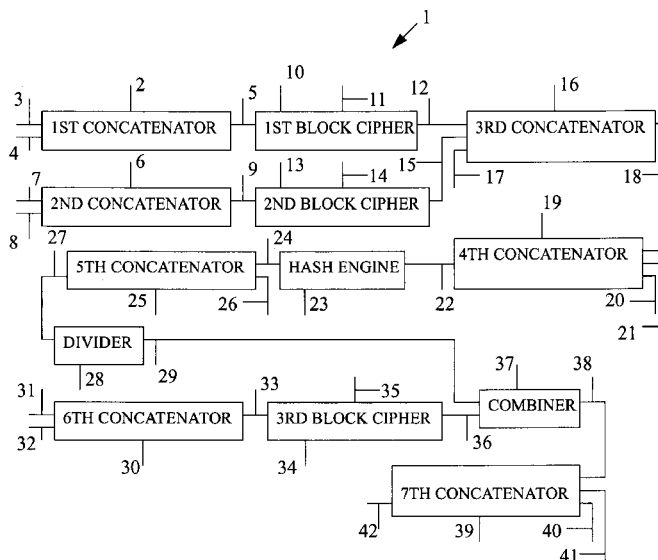 1
3 2 5 10 11 12 16
1ST CONCATENATOR 1ST BLOCK CIPHER 3RD CONCATENATOR
4 6 9 13 14 15 17 18
7
2ND CONCATENATOR 2ND BLOCK CIPHER
8 19
27 24
5TH CONCATENATOR HASH ENGINE 4TH CONCATENATOR
25 26 23 22 20
21
DIVIDER
28 29 37 38
31 33 35
6TH CONCATENATOR 3RD BLOCK CIPHER COMBINER
32 36
30 34
7TH CONCATENATOR
42 39 40
41